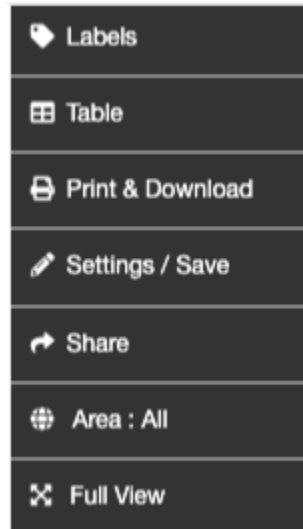 Labels
Table
Print & Download
Settings / Save
Share
Area : All
Full View